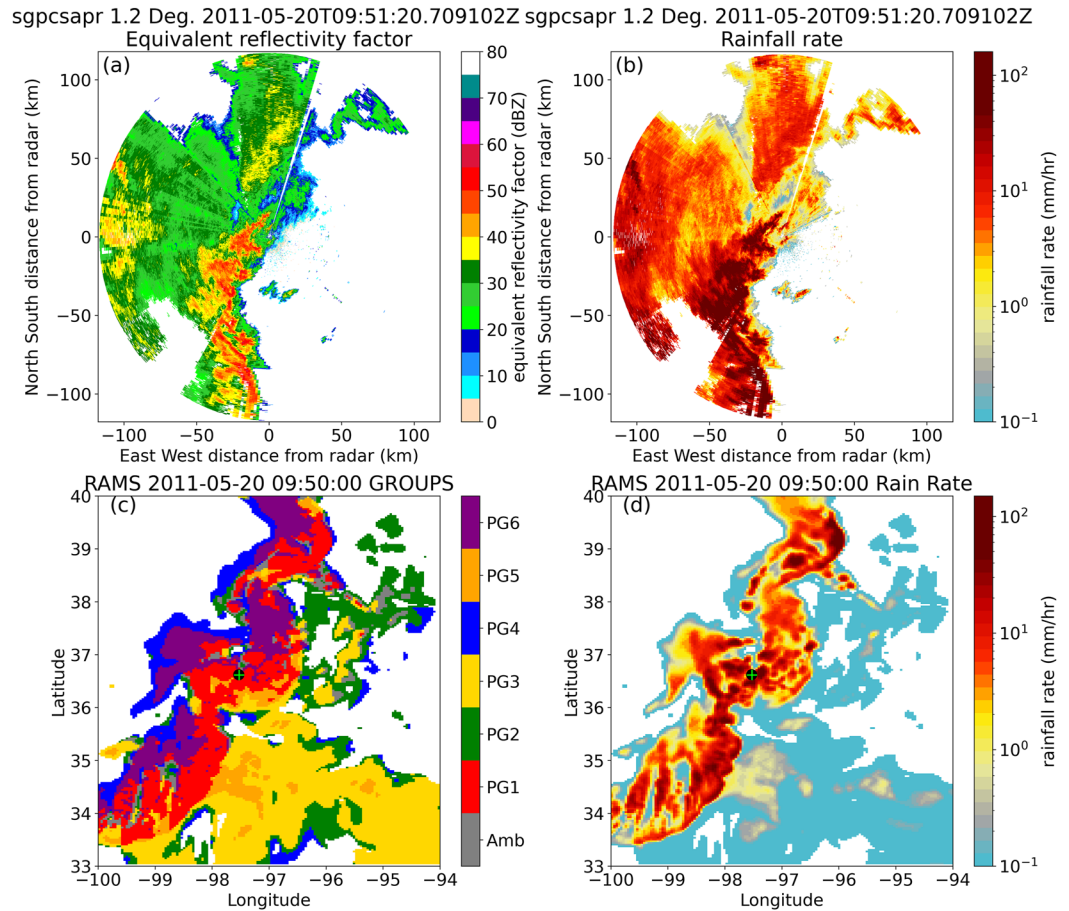 sgpcsapr 1.2 Deg. 2011-05-20T09:51:20.709102Z
Equivalent reflectivity factor
(a)
North South distance from radar (km)
100
50
0
−50
−100
−100 −50 0 50 100
East West distance from radar (km)
80
70
60
50
40
30
20
10
0
equivalent reflectivity factor (dBZ)
sgpcsapr 1.2 Deg. 2011-05-20T09:51:20.709102Z
Rainfall rate
(b)
North South distance from radar (km)
100
50
0
−50
−100
−100 −50 0 50 100
East West distance from radar (km)
10²
10¹
10⁰
10⁻¹
rainfall rate (mm/hr)
RAMS 2011-05-20 09:50:00 GROUPS
(c)
Latitude
40
39
38
37
36
35
34
33
−100 −99 −98 −97 −96 −95 −94
Longitude
PG6
PG5
PG4
PG3
PG2
PG1
Amb
RAMS 2011-05-20 09:50:00 Rain Rate
(d)
Latitude
40
39
38
37
36
35
34
33
−100 −99 −98 −97 −96 −95 −94
Longitude
10²
10¹
10⁰
10⁻¹
rainfall rate (mm/hr)